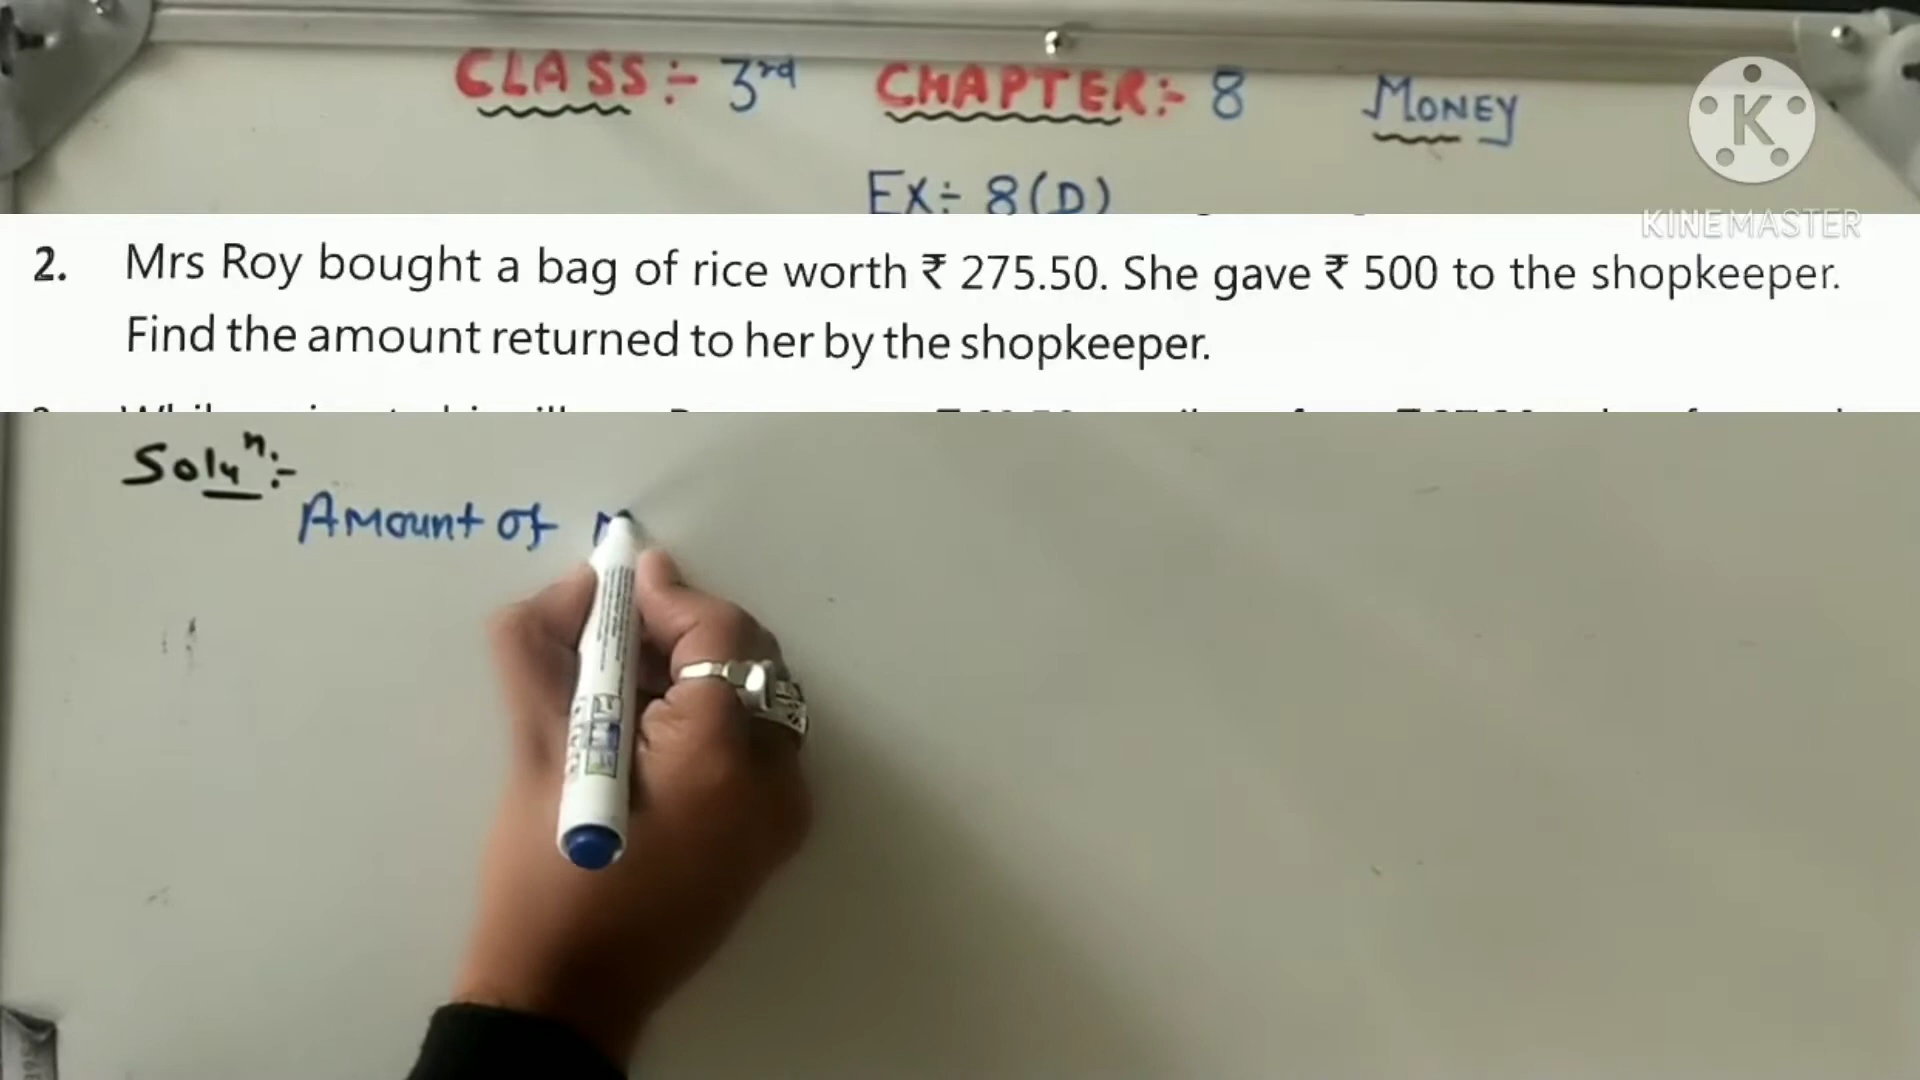 CLASS:- 3rd CHAPTER:- 8 MONEY
K
KINEMASTER
Ex÷ 8(D)
2. Mrs Roy bought a bag of rice worth ₹ 275.50. She gave ₹ 500 to the shopkeeper.
Find the amount returned to her by the shopkeeper.
Soluⁿ:-
Amount of